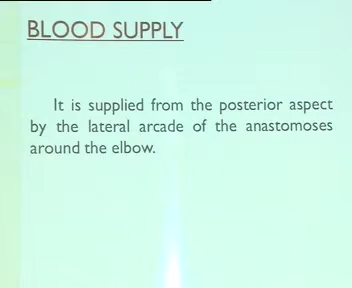 BLOOD SUPPLY
It is supplied from the posterior aspect
by the lateral arcade of the anastomoses
around the elbow.